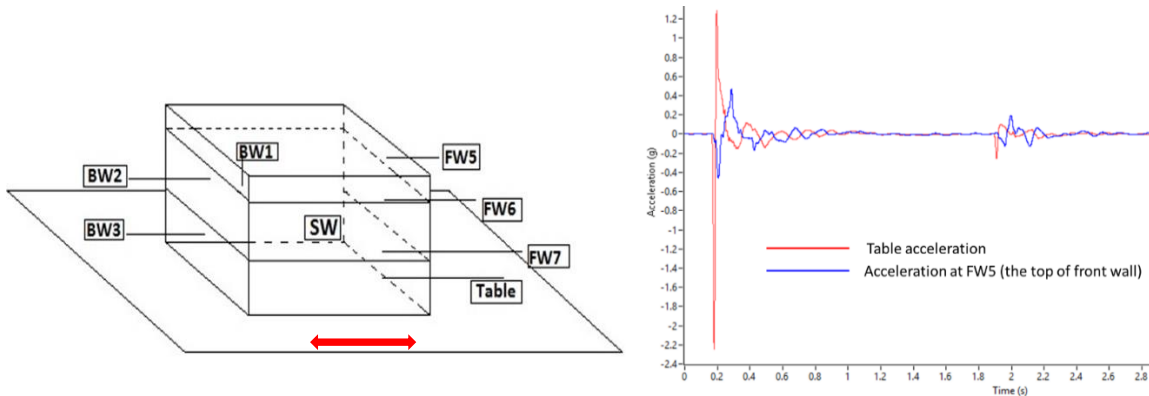 BW1
FW5
BW2
FW6
BW3
SW
FW7
Table
1.2
1
0.8
0.6
0.4
0.2
0
-0.2
-0.4
-0.6
-0.8
-1
-1.2
-1.4
-1.6
-1.8
-2
-2.2
-2.4
Acceleration (g)
Table acceleration
Acceleration at FW5 (the top of front wall)
0 0.2 0.4 0.6 0.8 1 1.2 1.4 1.6 1.8 2 2.2 2.4 2.6 2.8
Time (s)